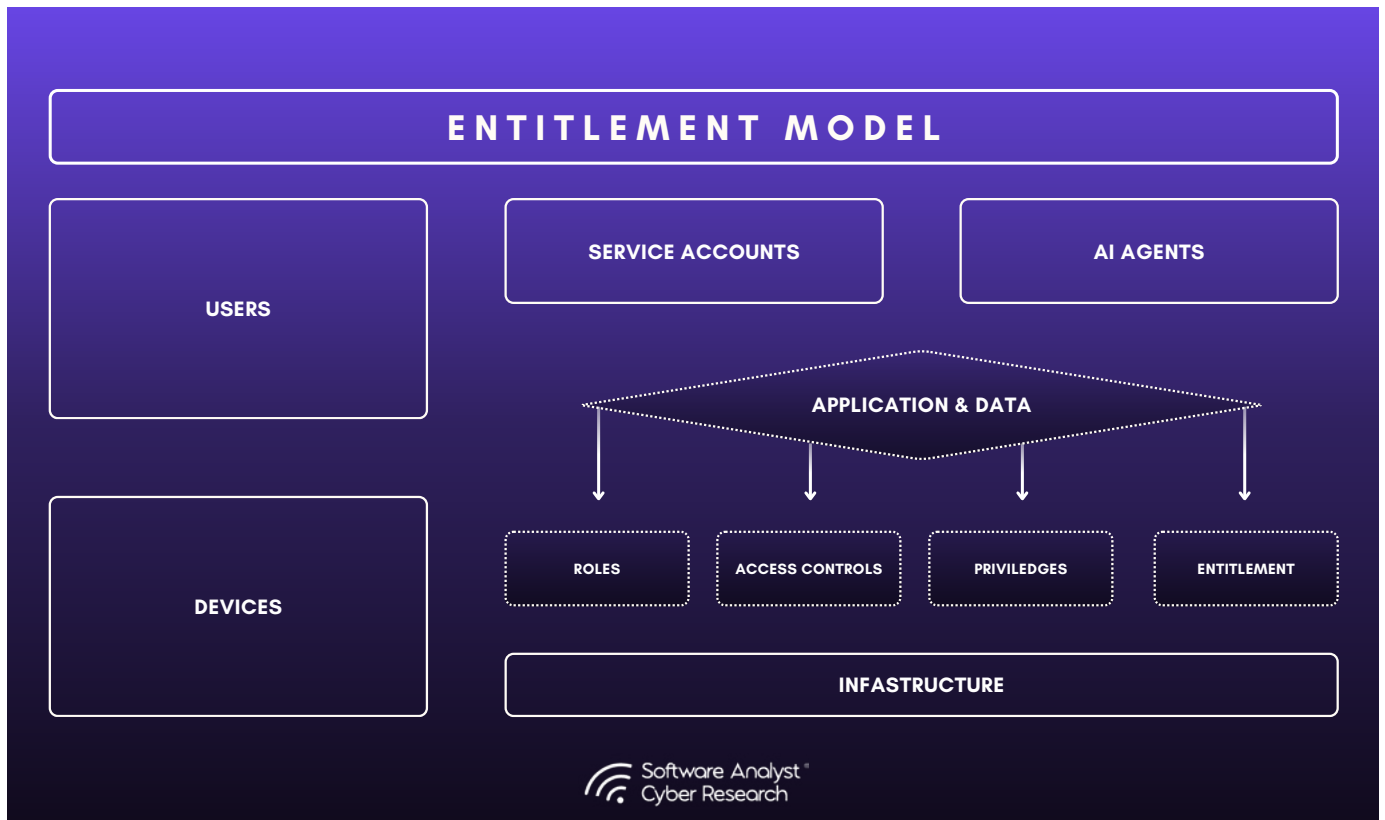 ENTITLEMENT MODEL
USERS
SERVICE ACCOUNTS
AI AGENTS
APPLICATION & DATA
ROLES
ACCESS CONTROLS
PRIVILEDGES
ENTITLEMENT
DEVICES
INFASTRUCTURE
Software Analyst
Cyber Research